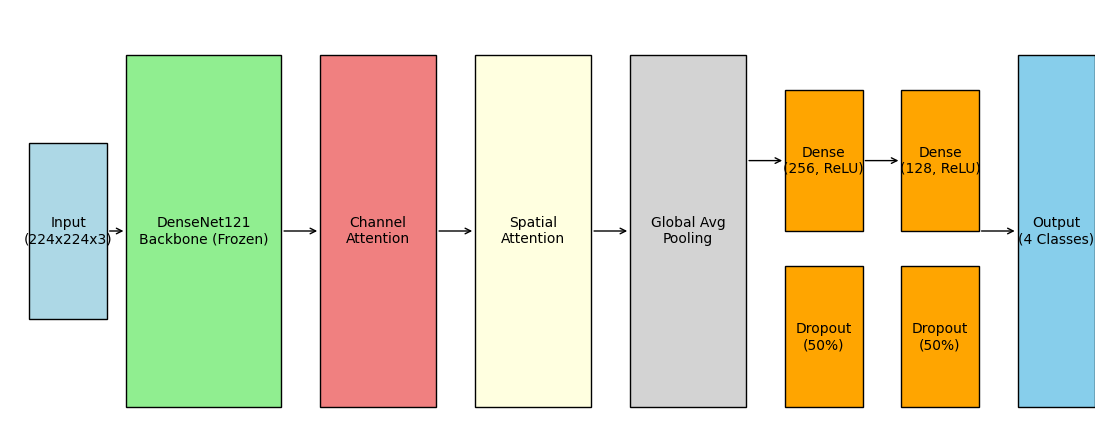 Input
(224x224x3)
DenseNet121
Backbone (Frozen)
Channel
Attention
Spatial
Attention
Global Avg
Pooling
Dense
(256, ReLU)
Dense
(128, ReLU)
Dropout
(50%)
Dropout
(50%)
Output
(4 Classes)